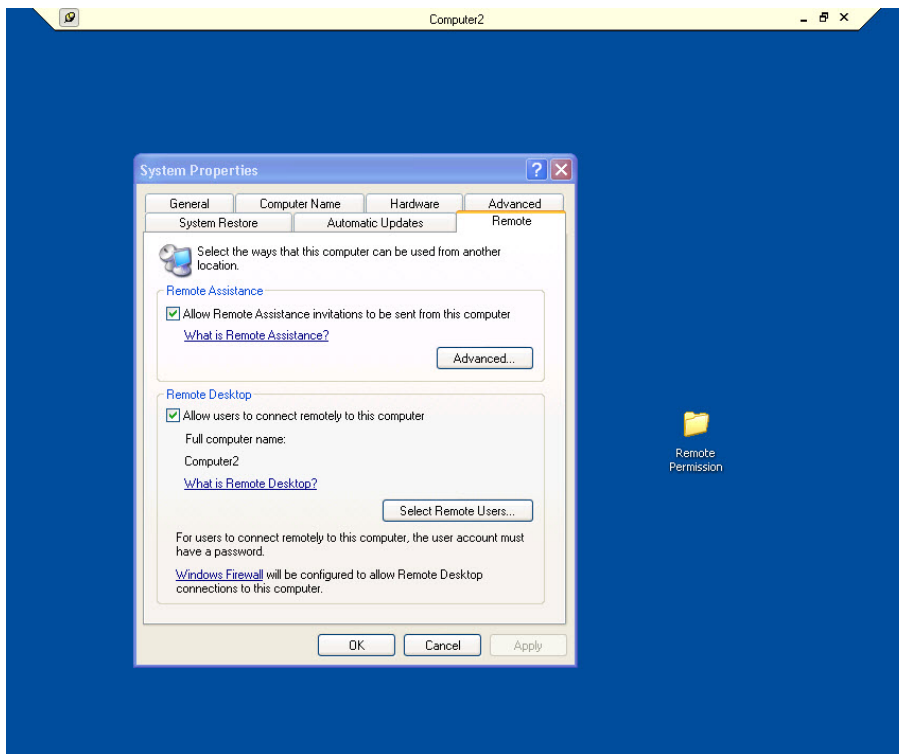 Computer2
System Properties
General Computer Name Hardware Advanced
System Restore Automatic Updates Remote
Select the ways that this computer can be used from another
location.
Remote Assistance
Allow Remote Assistance invitations to be sent from this computer
What is Remote Assistance?
Advanced...
Remote Desktop
Allow users to connect remotely to this computer
Full computer name:
Computer2
What is Remote Desktop?
Select Remote Users...
For users to connect remotely to this computer, the user account must
have a password.
Windows Firewall will be configured to allow Remote Desktop
connections to this computer.
OK Cancel Apply
Remote
Permission